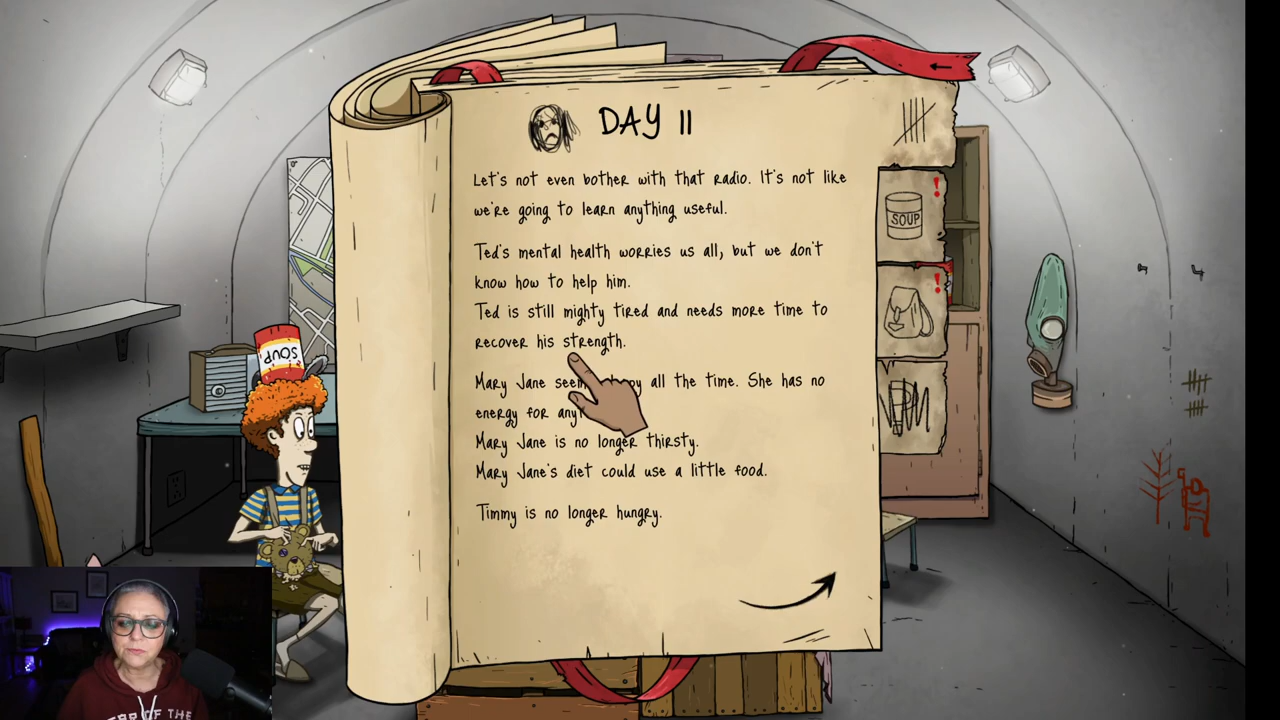 DAY 11
Let's not even bother with that radio. It's not like
we're going to learn anything useful.
Ted's mental health worries us all, but we don't
know how to help him.
Ted is still mighty tired and needs more time to
recover his strength.
Mary Jane all the time. She has no
energy for
Mary Jane is no longer thirsty.
Mary Jane's diet could use a little food.
Timmy is no longer hungry.
SOUP
!
!
SOUP
OF THE